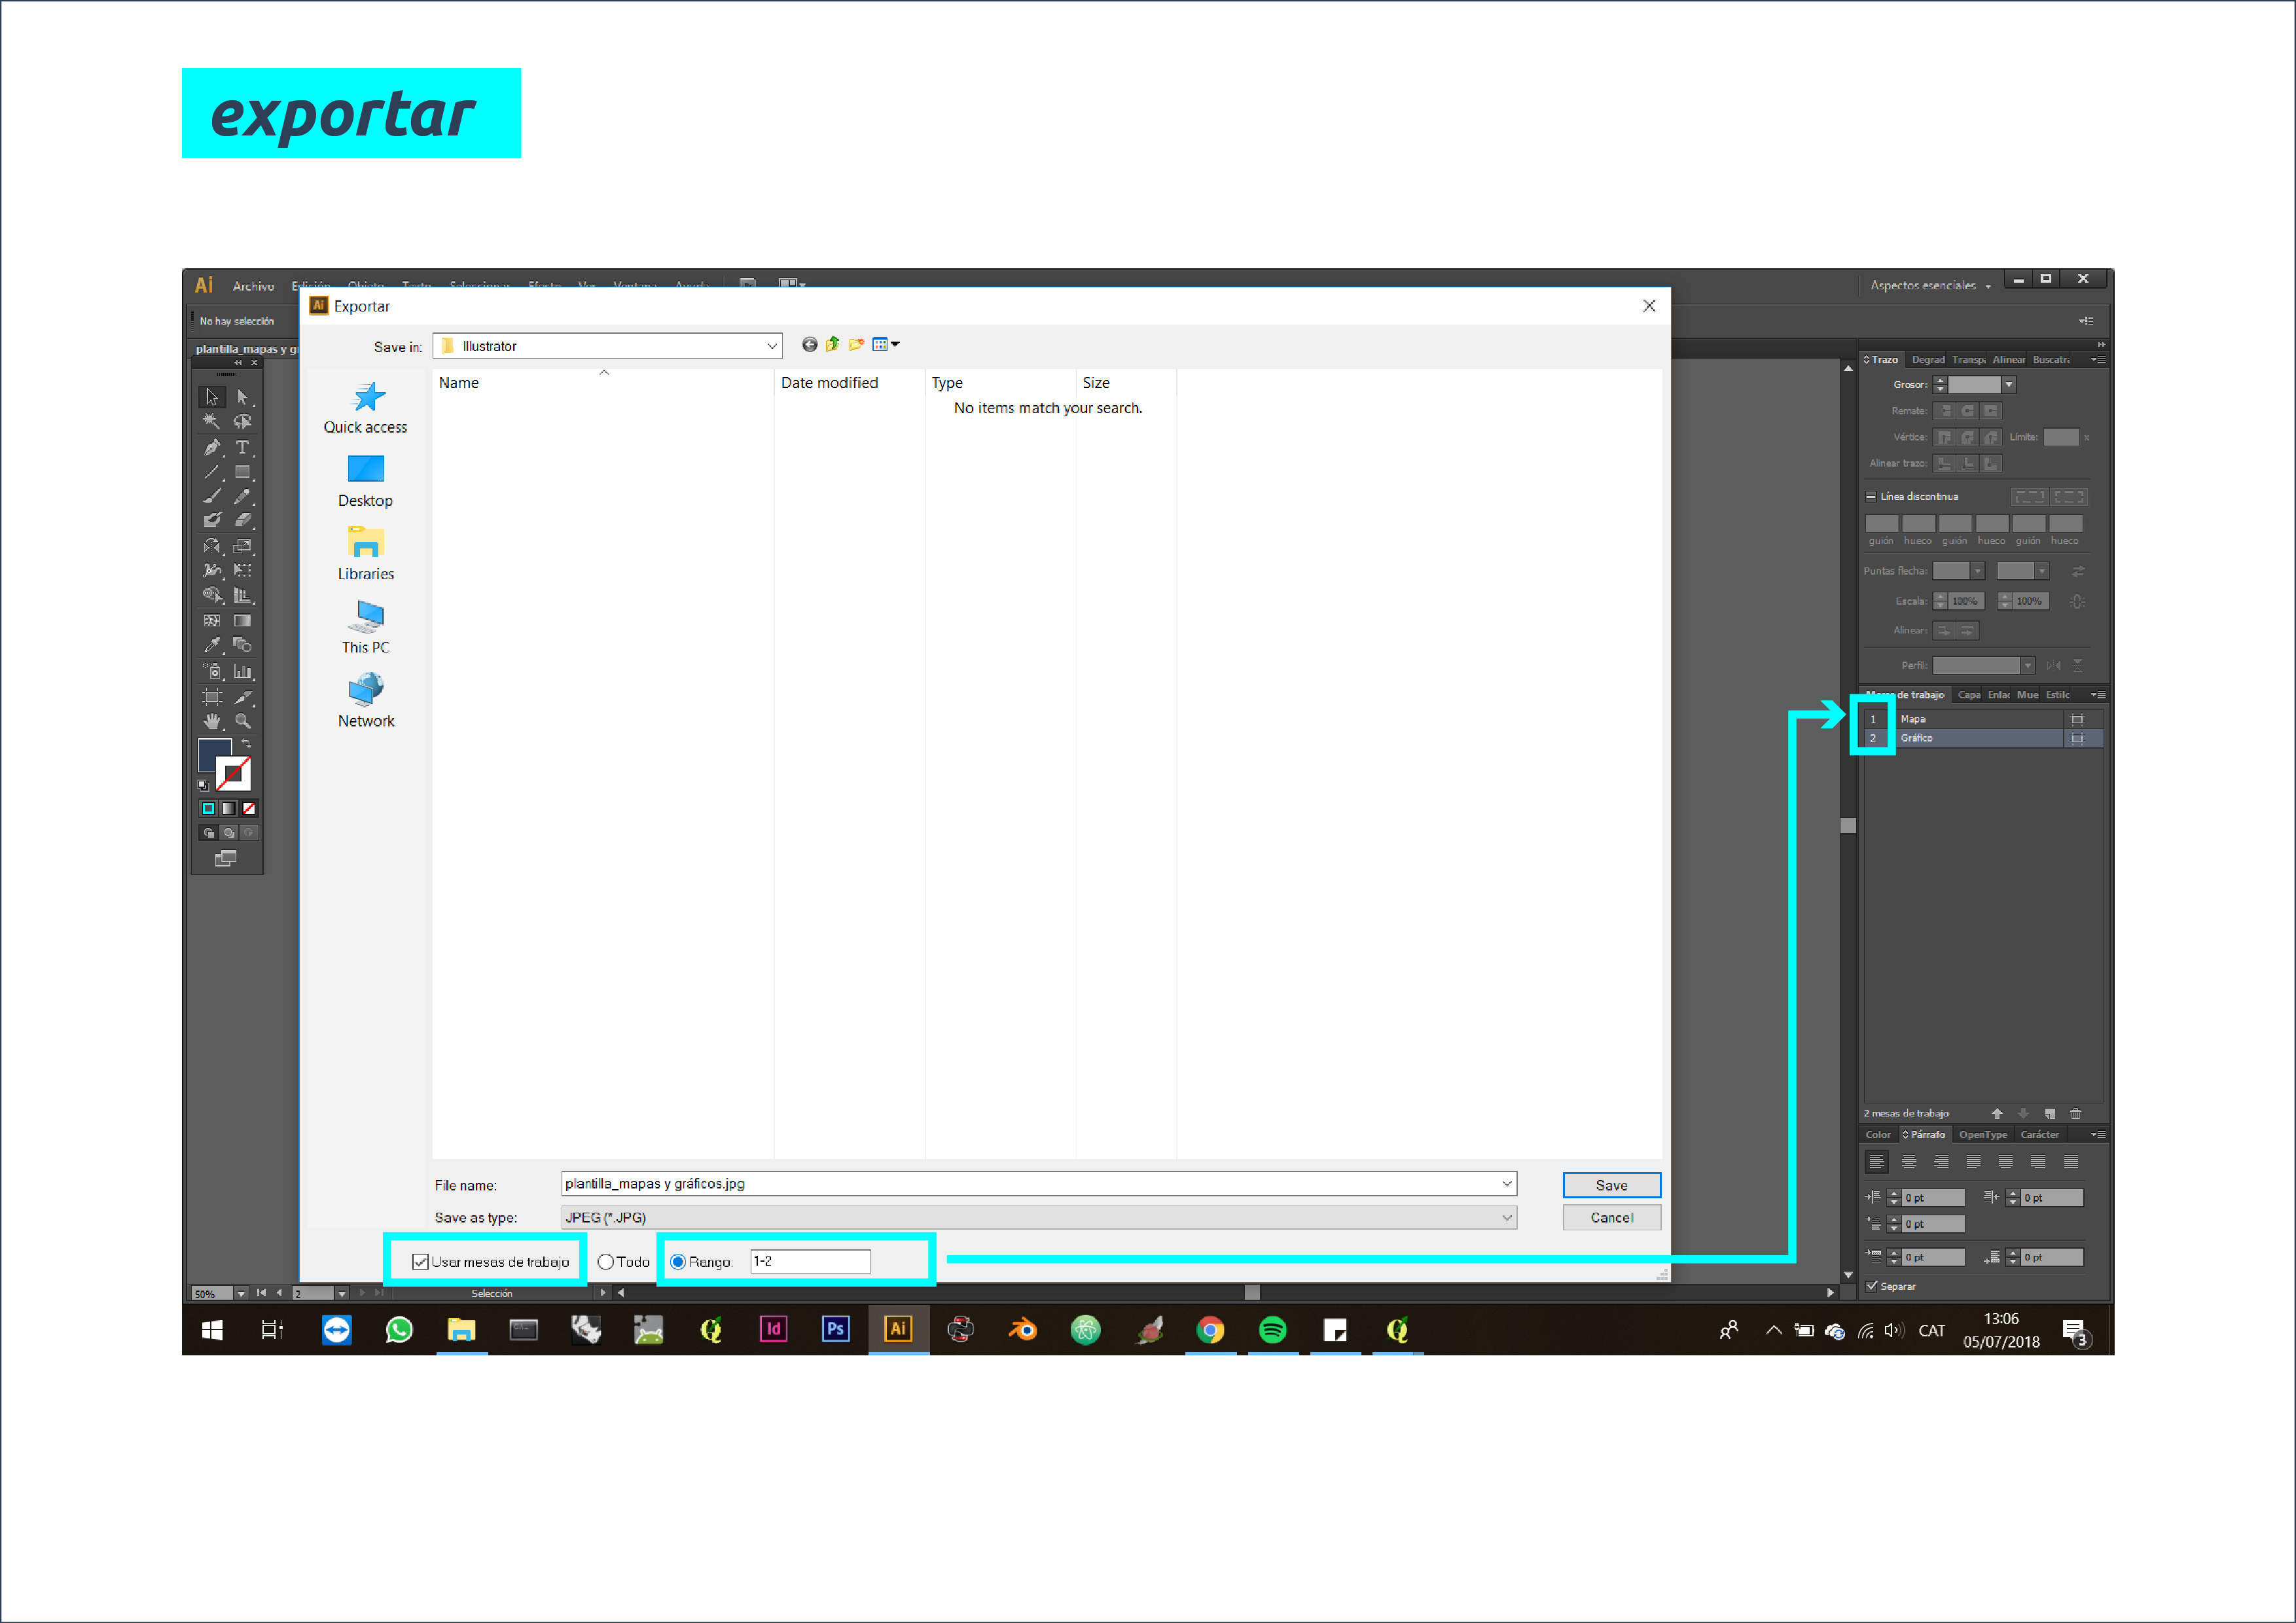 exportar
Ai Archivo Edición Objeto Texto Seleccionar Efecto Ver Ventana Ayuda
Aspectos esenciales
Ai Exportar
No hay selección
plantilla_mapas y gr
Save in: Illustrator
Name Date modified Type Size
No items match your search.
Quick access
Desktop
Libraries
This PC
Network
Trazo Degrad Transp Alinear Buscatr
Grosor:
Remate:
Vértice: Límite: x
Alinear trazo:
Línea discontinua
guión hueco guión hueco guión hueco
Puntas flecha:
Escala: 100% 100%
Alinear:
Perfil:
de trabajo Capa Enlac Mue Estilc
1 Mapa
2 Gráfico
2 mesas de trabajo
Color Párrafo OpenType Carácter
0 pt 0 pt
0 pt
0 pt 0 pt
Separar
File name: plantilla_mapas y gráficos.jpg Save
Save as type: JPEG (*.JPG) Cancel
Usar mesas de trabajo Todo Rango: 1-2
50% 2 Selección
Id Ps Ai CAT 13:06
05/07/2018 3